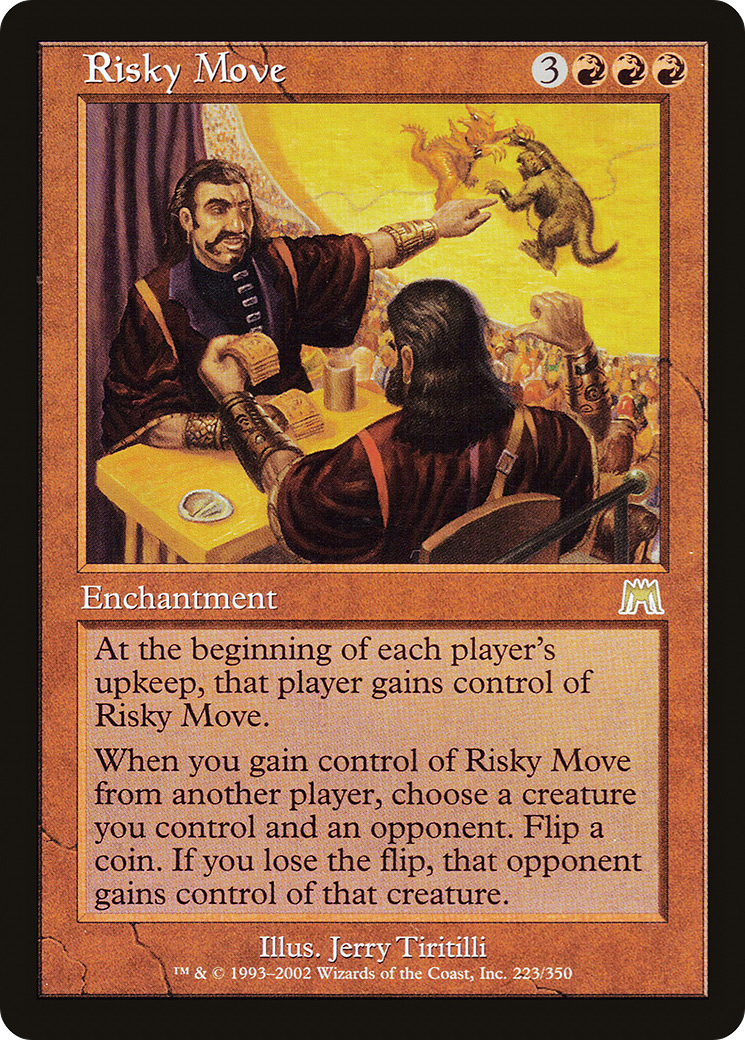 Risky Move 3
Enchantment
At the beginning of each player's
upkeep, that player gains control of
Risky Move.
When you gain control of Risky Move
from another player, choose a creature
you control and an opponent. Flip a
coin. If you lose the flip, that opponent
gains control of that creature.
Illus. Jerry Tiritilli
™ & © 1993–2002 Wizards of the Coast, Inc. 223/350